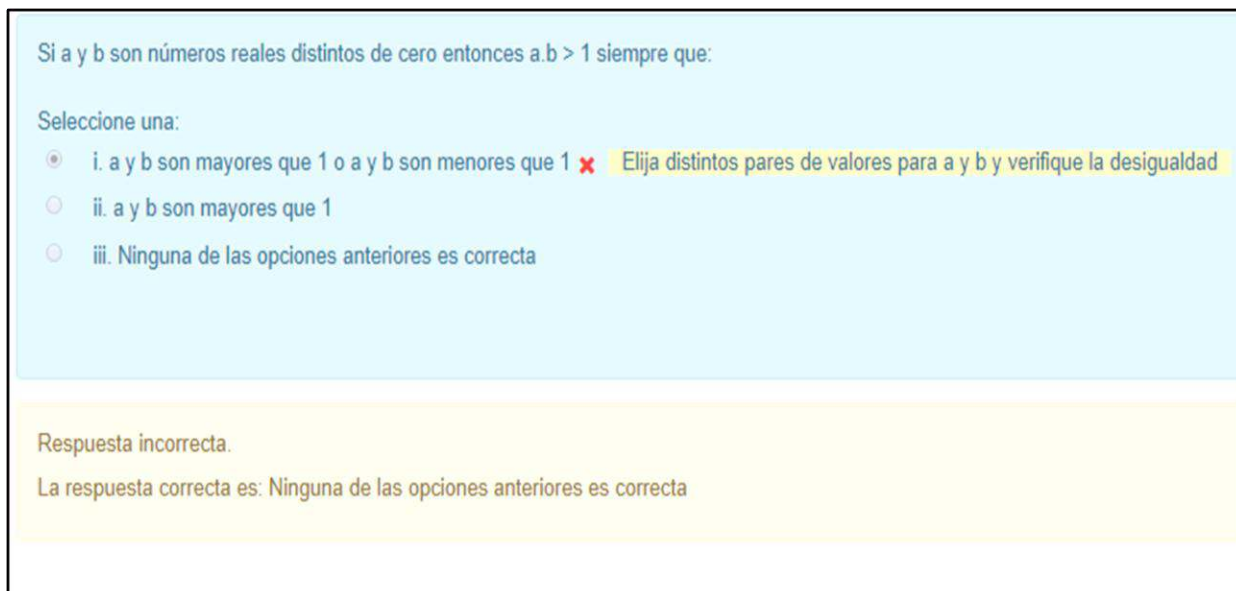 Si a y b son números reales distintos de cero entonces a.b > 1 siempre que:
Seleccione una:
i. a y b son mayores que 1 o a y b son menores que 1 ✖ Elija distintos pares de valores para a y b y verifique la desigualdad
ii. a y b son mayores que 1
iii. Ninguna de las opciones anteriores es correcta
Respuesta incorrecta.
La respuesta correcta es: Ninguna de las opciones anteriores es correcta